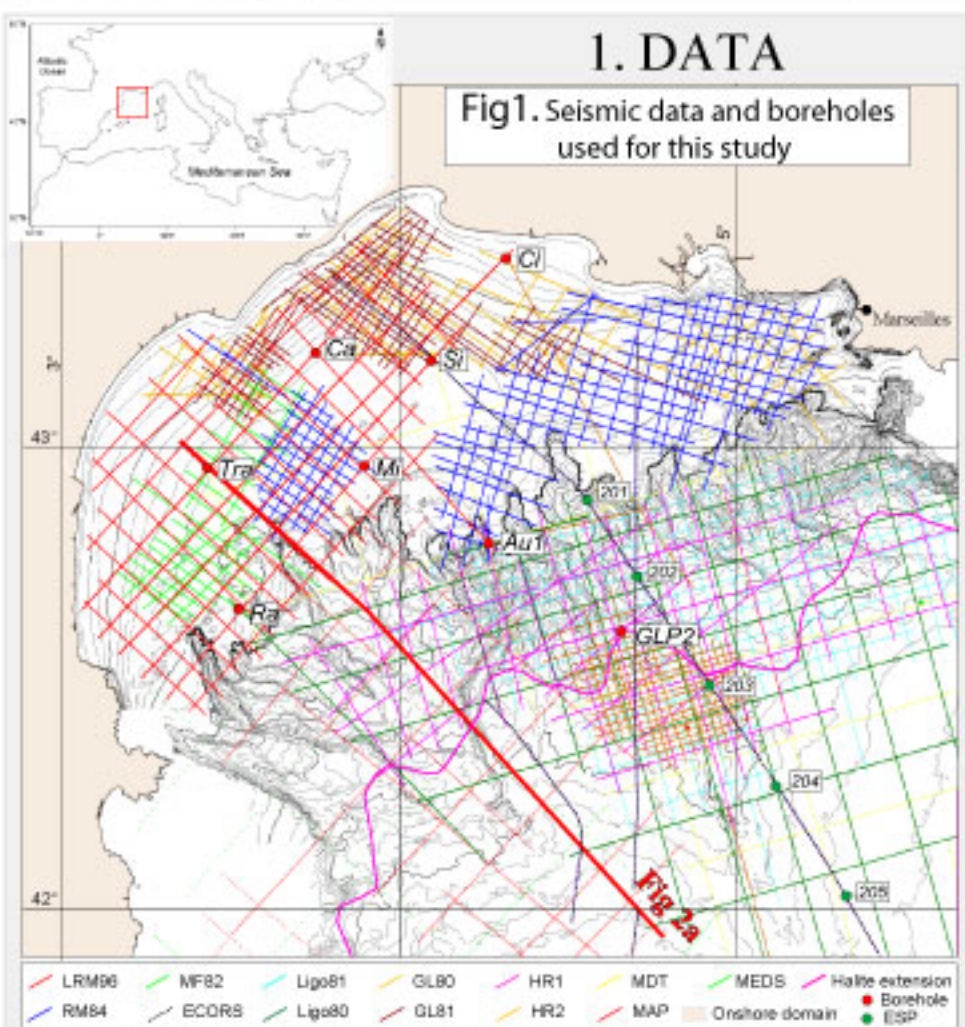 1. DATA
Fig1. Seismic data and boreholes
used for this study
Atlantic
Ocean
N
Mediterranean Sea
Cl
Marseilles
Ca
Si
43°
Tra
Mi
201
Au1
202
Ra
GLP2
203
204
205
42°
Fig 2a
LRM96 MF82 Ligo81 GL80 HR1 MDT MEDS Halite extension
Borehole
RM84 ECORS Ligo80 GL81 HR2 MAP Onshore domain ESP